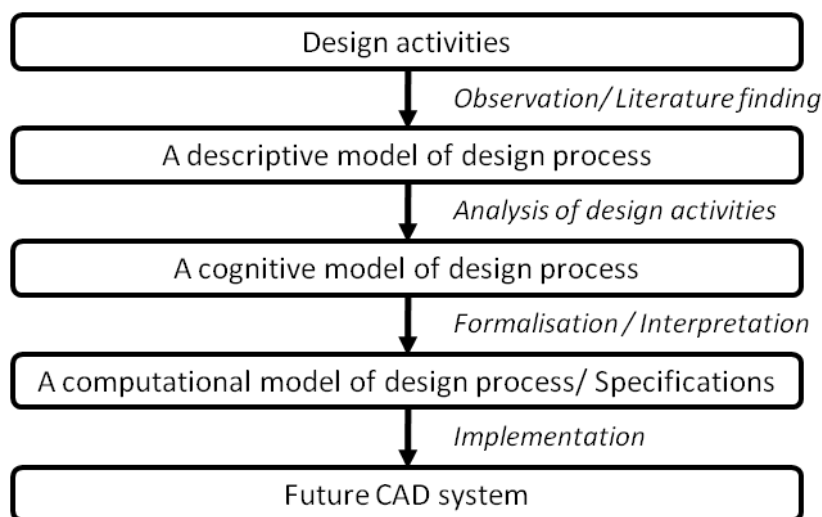 Design activities
Observation/ Literature finding
A descriptive model of design process
Analysis of design activities
A cognitive model of design process
Formalisation / Interpretation
A computational model of design process/ Specifications
Implementation
Future CAD system